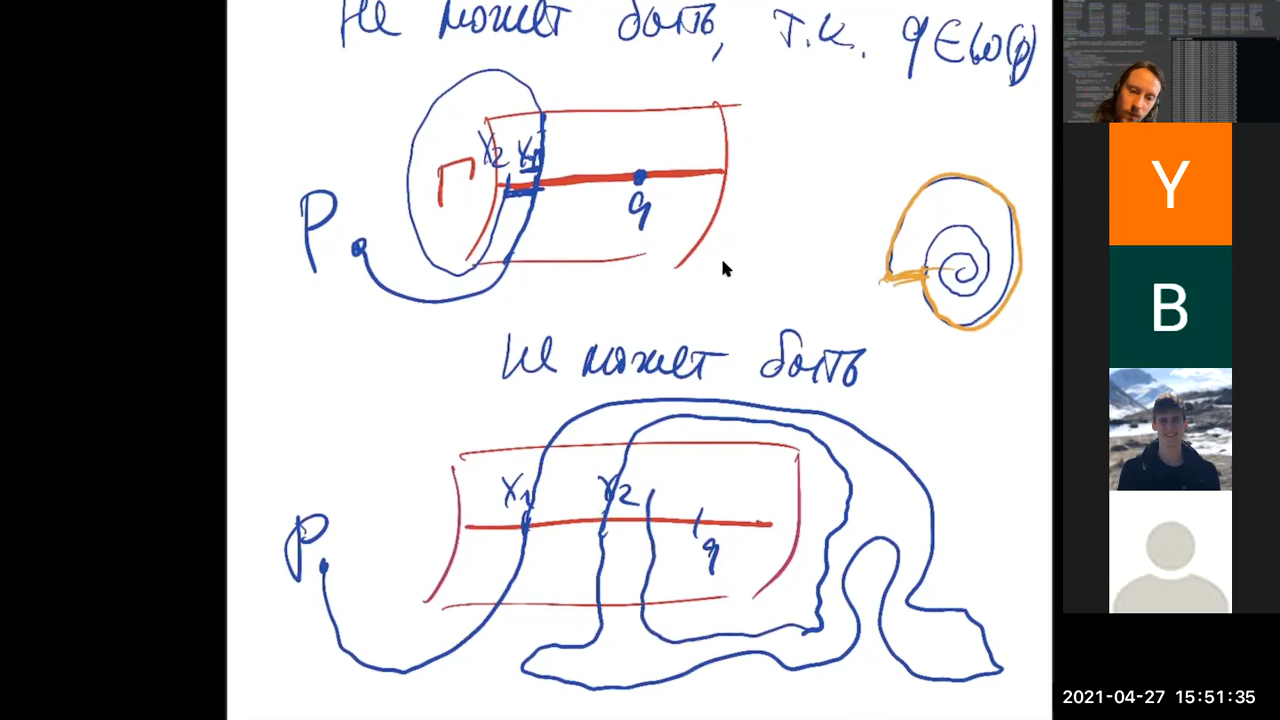 Не может быть, т.к. q∈ω(p)
x₂ x₁
Г
P
q
Y
B
Не может быть
x₁ x₂
P
q
2021-04-27 15:51:35